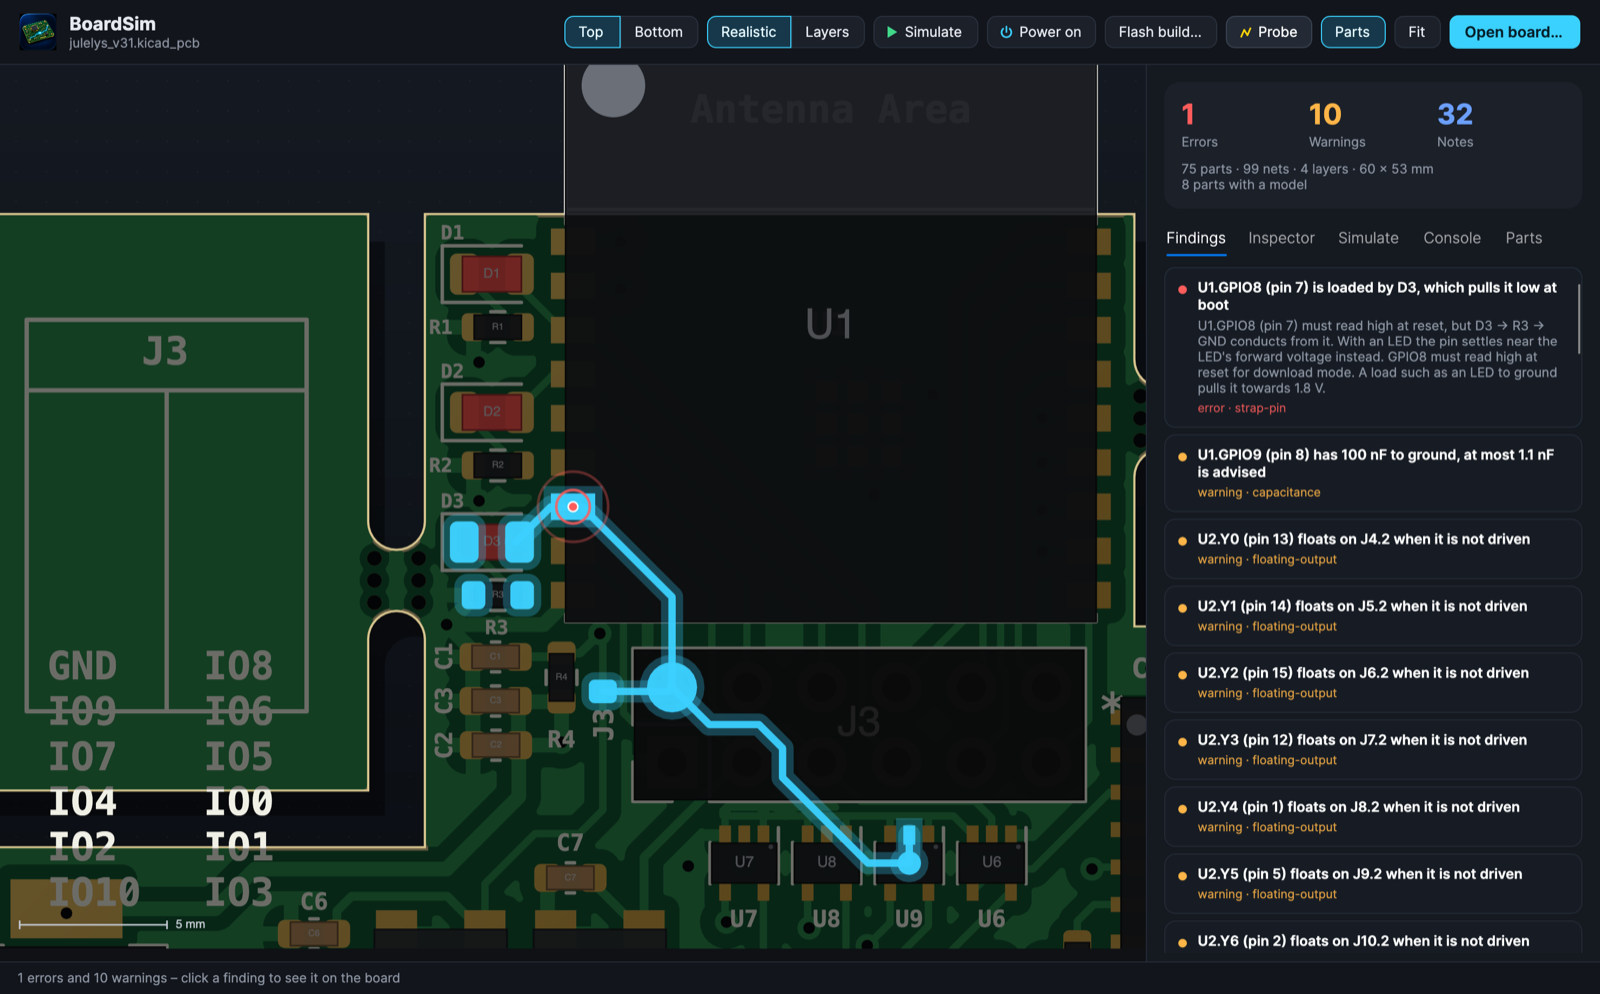 BoardSim
julelys_v31.kicad_pcb
Top
Bottom
Realistic
Layers
Simulate
Power on
Flash build...
Probe
Parts
Fit
Open board...
Antenna Area
U1
D1
D1
R1
R1
D2
D2
R2
R2
D3
D3
R3
R3
C1
C1
C3
C3
C2
C2
R4
R4
J3
J3
J3
GND IO8
IO9 IO6
IO7 IO5
IO4 IO0
IO2 IO1
IO10 IO3
5 mm
C6
C6
C7
C7
U7
U8
U6
U7
U8
U9
U6
*
C
1
Errors
10
Warnings
32
Notes
75 parts · 99 nets · 4 layers · 60 × 53 mm
8 parts with a model
Findings
Inspector
Simulate
Console
Parts
U1.GPIO8 (pin 7) is loaded by D3, which pulls it low at
boot
U1.GPIO8 (pin 7) must read high at reset, but D3 → R3 →
GND conducts from it. With an LED the pin settles near the
LED's forward voltage instead. GPIO8 must read high at
reset for download mode. A load such as an LED to ground
pulls it towards 1.8 V.
error · strap-pin
U1.GPIO9 (pin 8) has 100 nF to ground, at most 1.1 nF
is advised
warning · capacitance
U2.Y0 (pin 13) floats on J4.2 when it is not driven
warning · floating-output
U2.Y1 (pin 14) floats on J5.2 when it is not driven
warning · floating-output
U2.Y2 (pin 15) floats on J6.2 when it is not driven
warning · floating-output
U2.Y3 (pin 12) floats on J7.2 when it is not driven
warning · floating-output
U2.Y4 (pin 1) floats on J8.2 when it is not driven
warning · floating-output
U2.Y5 (pin 5) floats on J9.2 when it is not driven
warning · floating-output
U2.Y6 (pin 2) floats on J10.2 when it is not driven
1 errors and 10 warnings – click a finding to see it on the board